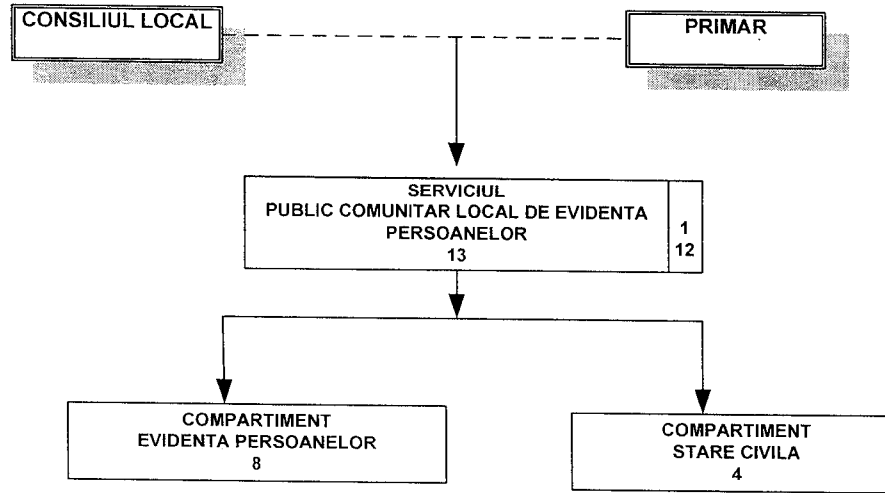 CONSILIUL LOCAL
PRIMAR
SERVICIUL
PUBLIC COMUNITAR LOCAL DE EVIDENTA
PERSOANELOR
13
1
12
COMPARTIMENT
EVIDENTA PERSOANELOR
8
COMPARTIMENT
STARE CIVILA
4